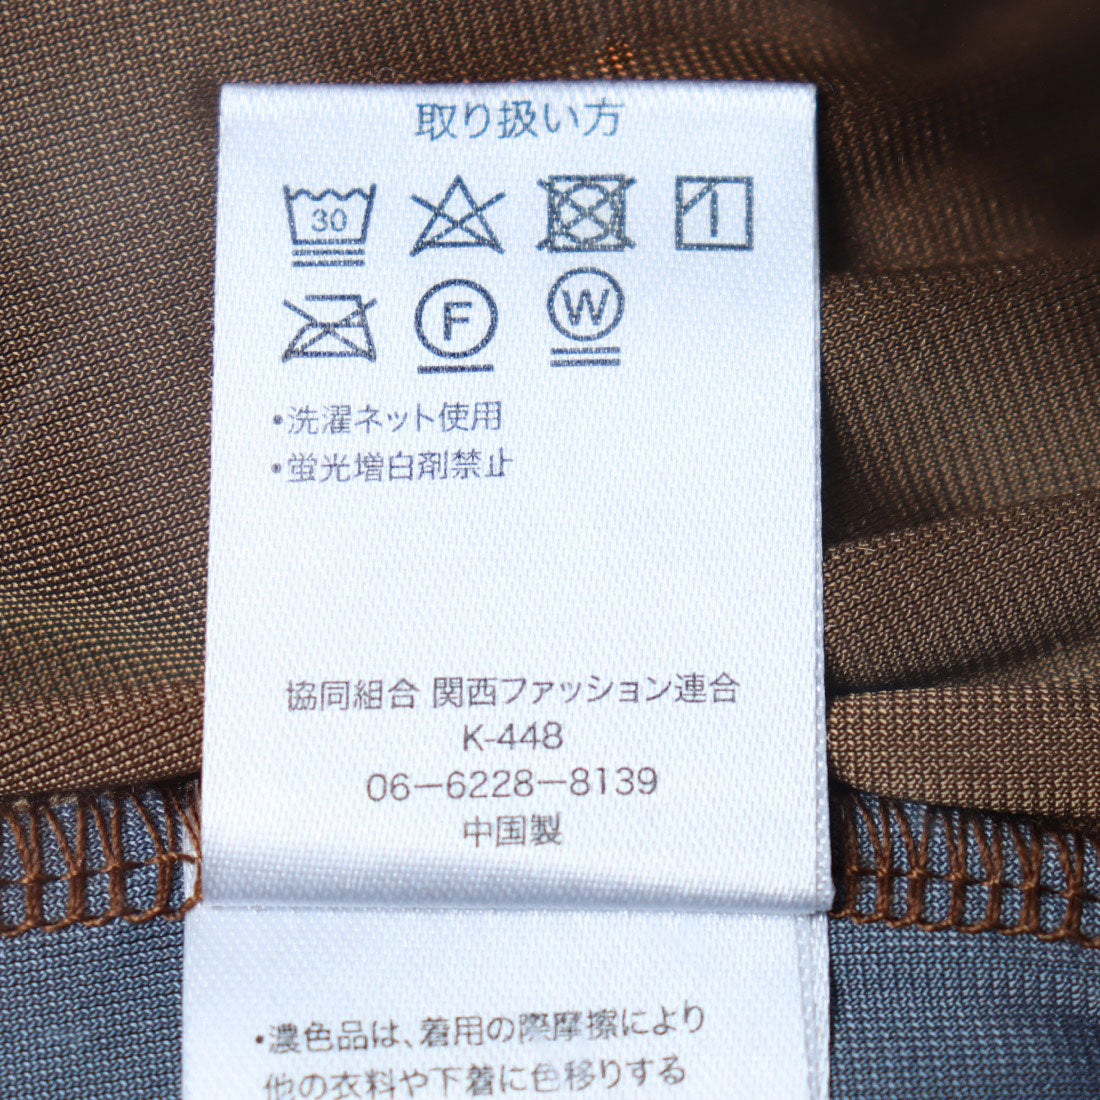 取り扱い方
30
F W
・洗濯ネット使用
・蛍光増白剤禁止
協同組合 関西ファッション連合
K-448
06-6228-8139
中国製
・濃色品は、着用の際摩擦により
他の衣料や下着に色移りする